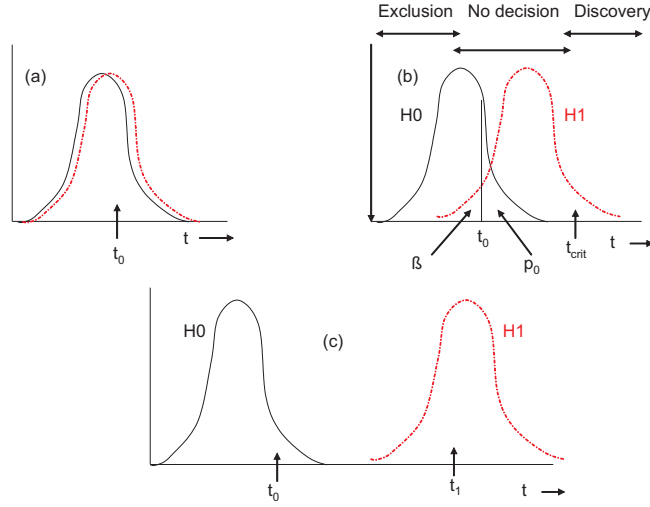 Exclusion No decision Discovery
(a)
(b)
H0
H1
t0
t
ß
t0
p0
tcrit
t
H0
(c)
H1
t0
t1
t